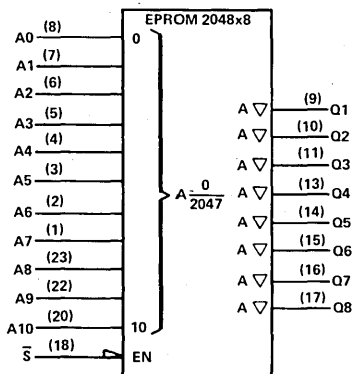 EPROM 2048x8
A0 (8) 0
A1 (7)
A2 (6)
A3 (5)
A4 (4)
A5 (3)
A6 (2)
A7 (1)
A8 (23)
A9 (22)
A10 (20) 10
S̅ (18) EN
A 0/2047
A ▽ (9) Q1
A ▽ (10) Q2
A ▽ (11) Q3
A ▽ (13) Q4
A ▽ (14) Q5
A ▽ (15) Q6
A ▽ (16) Q7
A ▽ (17) Q8